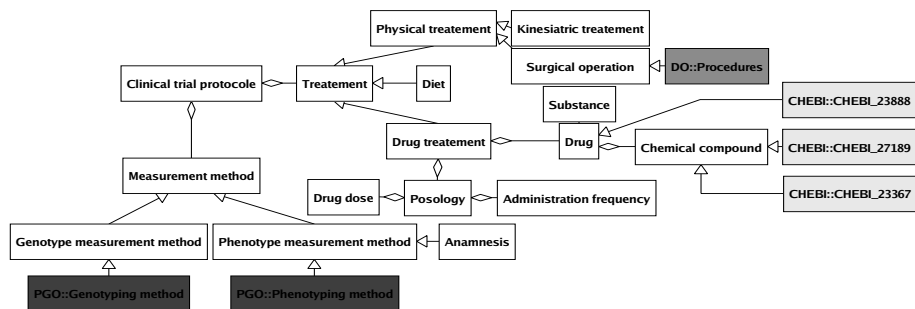 Physical treatement
Kinesiatric treatement
Surgical operation
DO::Procedures
Clinical trial protocole
Treatement
Diet
Substance
CHEBI::CHEBI_23888
Drug treatement
Drug
Chemical compound
CHEBI::CHEBI_27189
Measurement method
Drug dose
Posology
Administration frequency
CHEBI::CHEBI_23367
Genotype measurement method
Phenotype measurement method
Anamnesis
PGO::Genotyping method
PGO::Phenotyping method